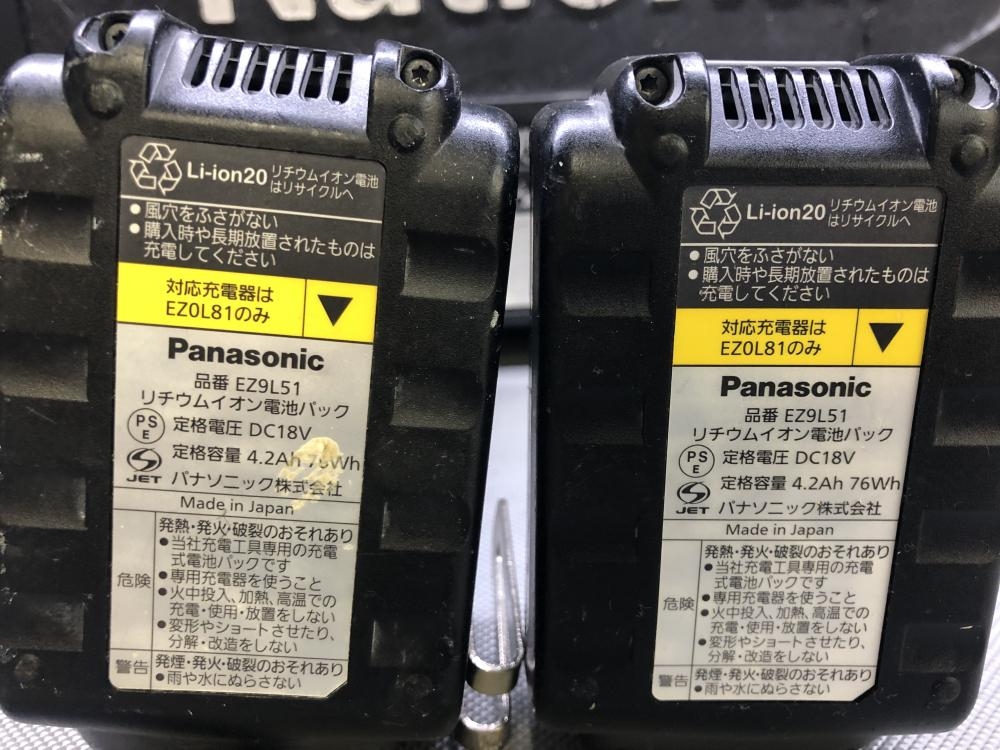 National
Li-ion20 リチウムイオン電池
はリサイクルへ
●風穴をふさがない
●購入時や長期放置されたものは
充電してください
対応充電器は
EZ0L81のみ
▼
Panasonic
品番 EZ9L51
リチウムイオン電池パック
PS
E
定格電圧 DC18V
定格容量 4.2Ah 76Wh
JET
パナソニック株式会社
Made in Japan
危険
発熱・発火・破裂のおそれあり
●当社充電工具専用の充電
式電池パックです
●専用充電器を使うこと
●火中投入、加熱、高温での
充電・使用・放置をしない
●変形やショートさせたり、
分解・改造をしない
警告
発煙・発火・破裂のおそれあり
●雨や水にぬらさない
Li-ion20 リチウムイオン電池
はリサイクルへ
●風穴をふさがない
●購入時や長期放置されたものは
充電してください
対応充電器は
EZ0L81のみ
▼
Panasonic
品番 EZ9L51
リチウムイオン電池パック
PS
E
定格電圧 DC18V
定格容量 4.2Ah 76Wh
JET
パナソニック株式会社
Made in Japan
危険
発熱・発火・破裂のおそれあり
●当社充電工具専用の充電
式電池パックです
●専用充電器を使うこと
●火中投入、加熱、高温での
充電・使用・放置をしない
●変形やショートさせたり、
分解・改造をしない
警告
発煙・発火・破裂のおそれあり
●雨や水にぬらさない